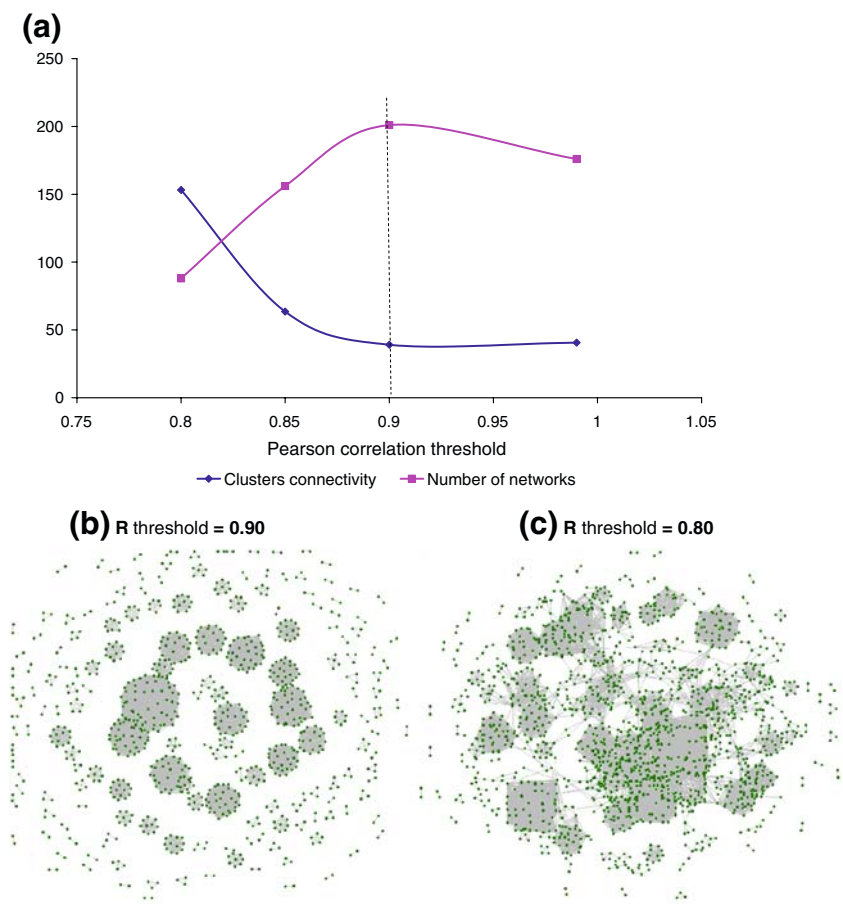 (a)
250
200
150
100
50
0
0.75 0.8 0.85 0.9 0.95 1 1.05
Pearson correlation threshold
Clusters connectivity Number of networks
(b) R threshold = 0.90
(c) R threshold = 0.80